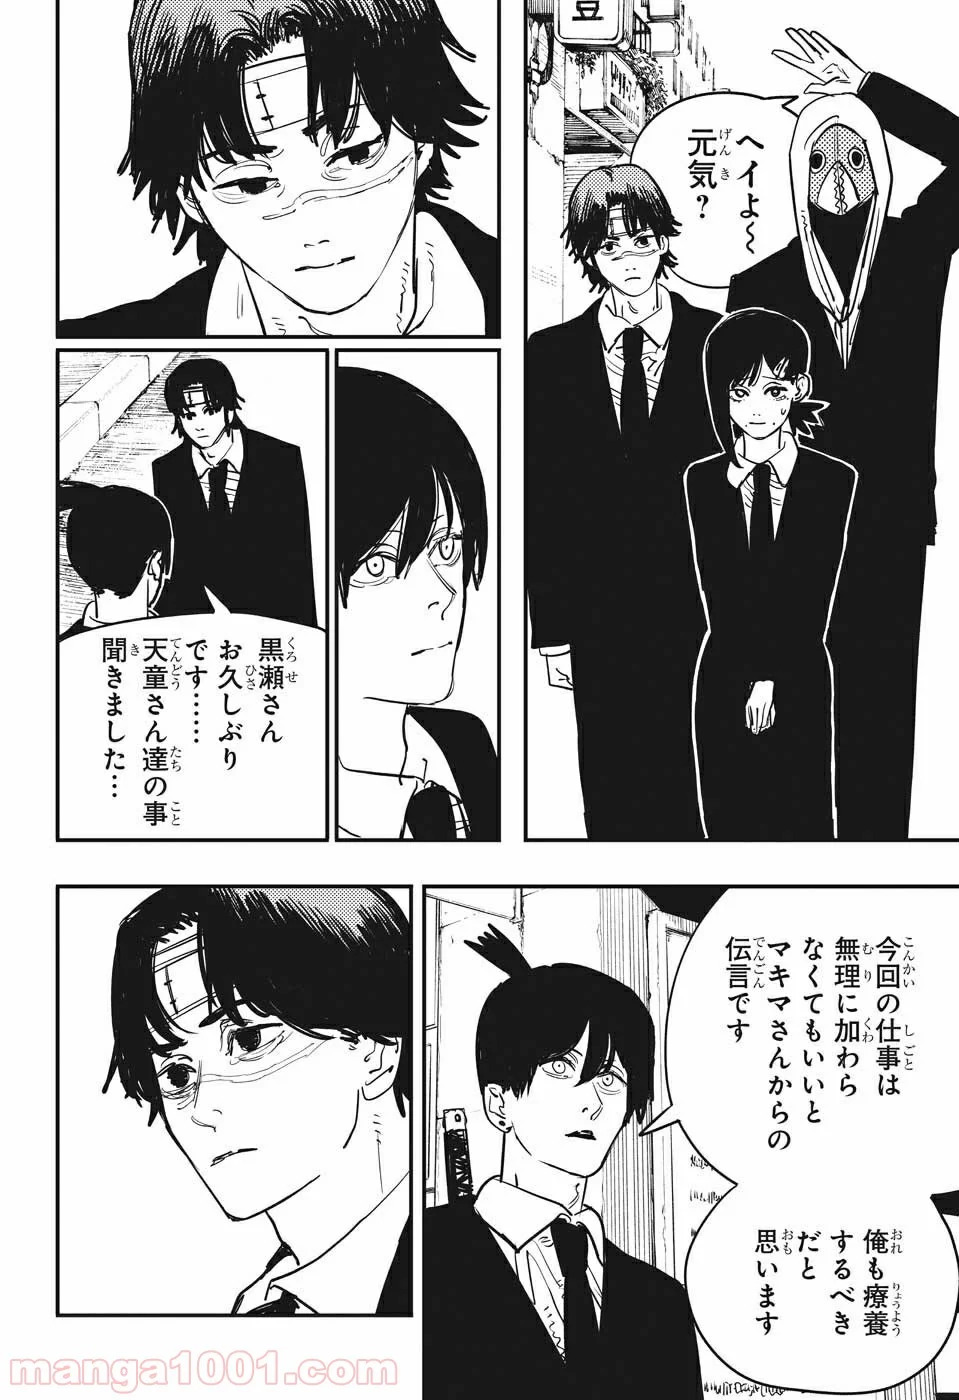 豆
ヘイよ〜
元気?
黒瀬さん
お久しぶり
です……
天童さん達の事
聞きました…
今回の仕事は
無理に加わら
なくてもいいと
マキマさんからの
伝言です
俺も療養
するべき
だと
思います
manga1001.com